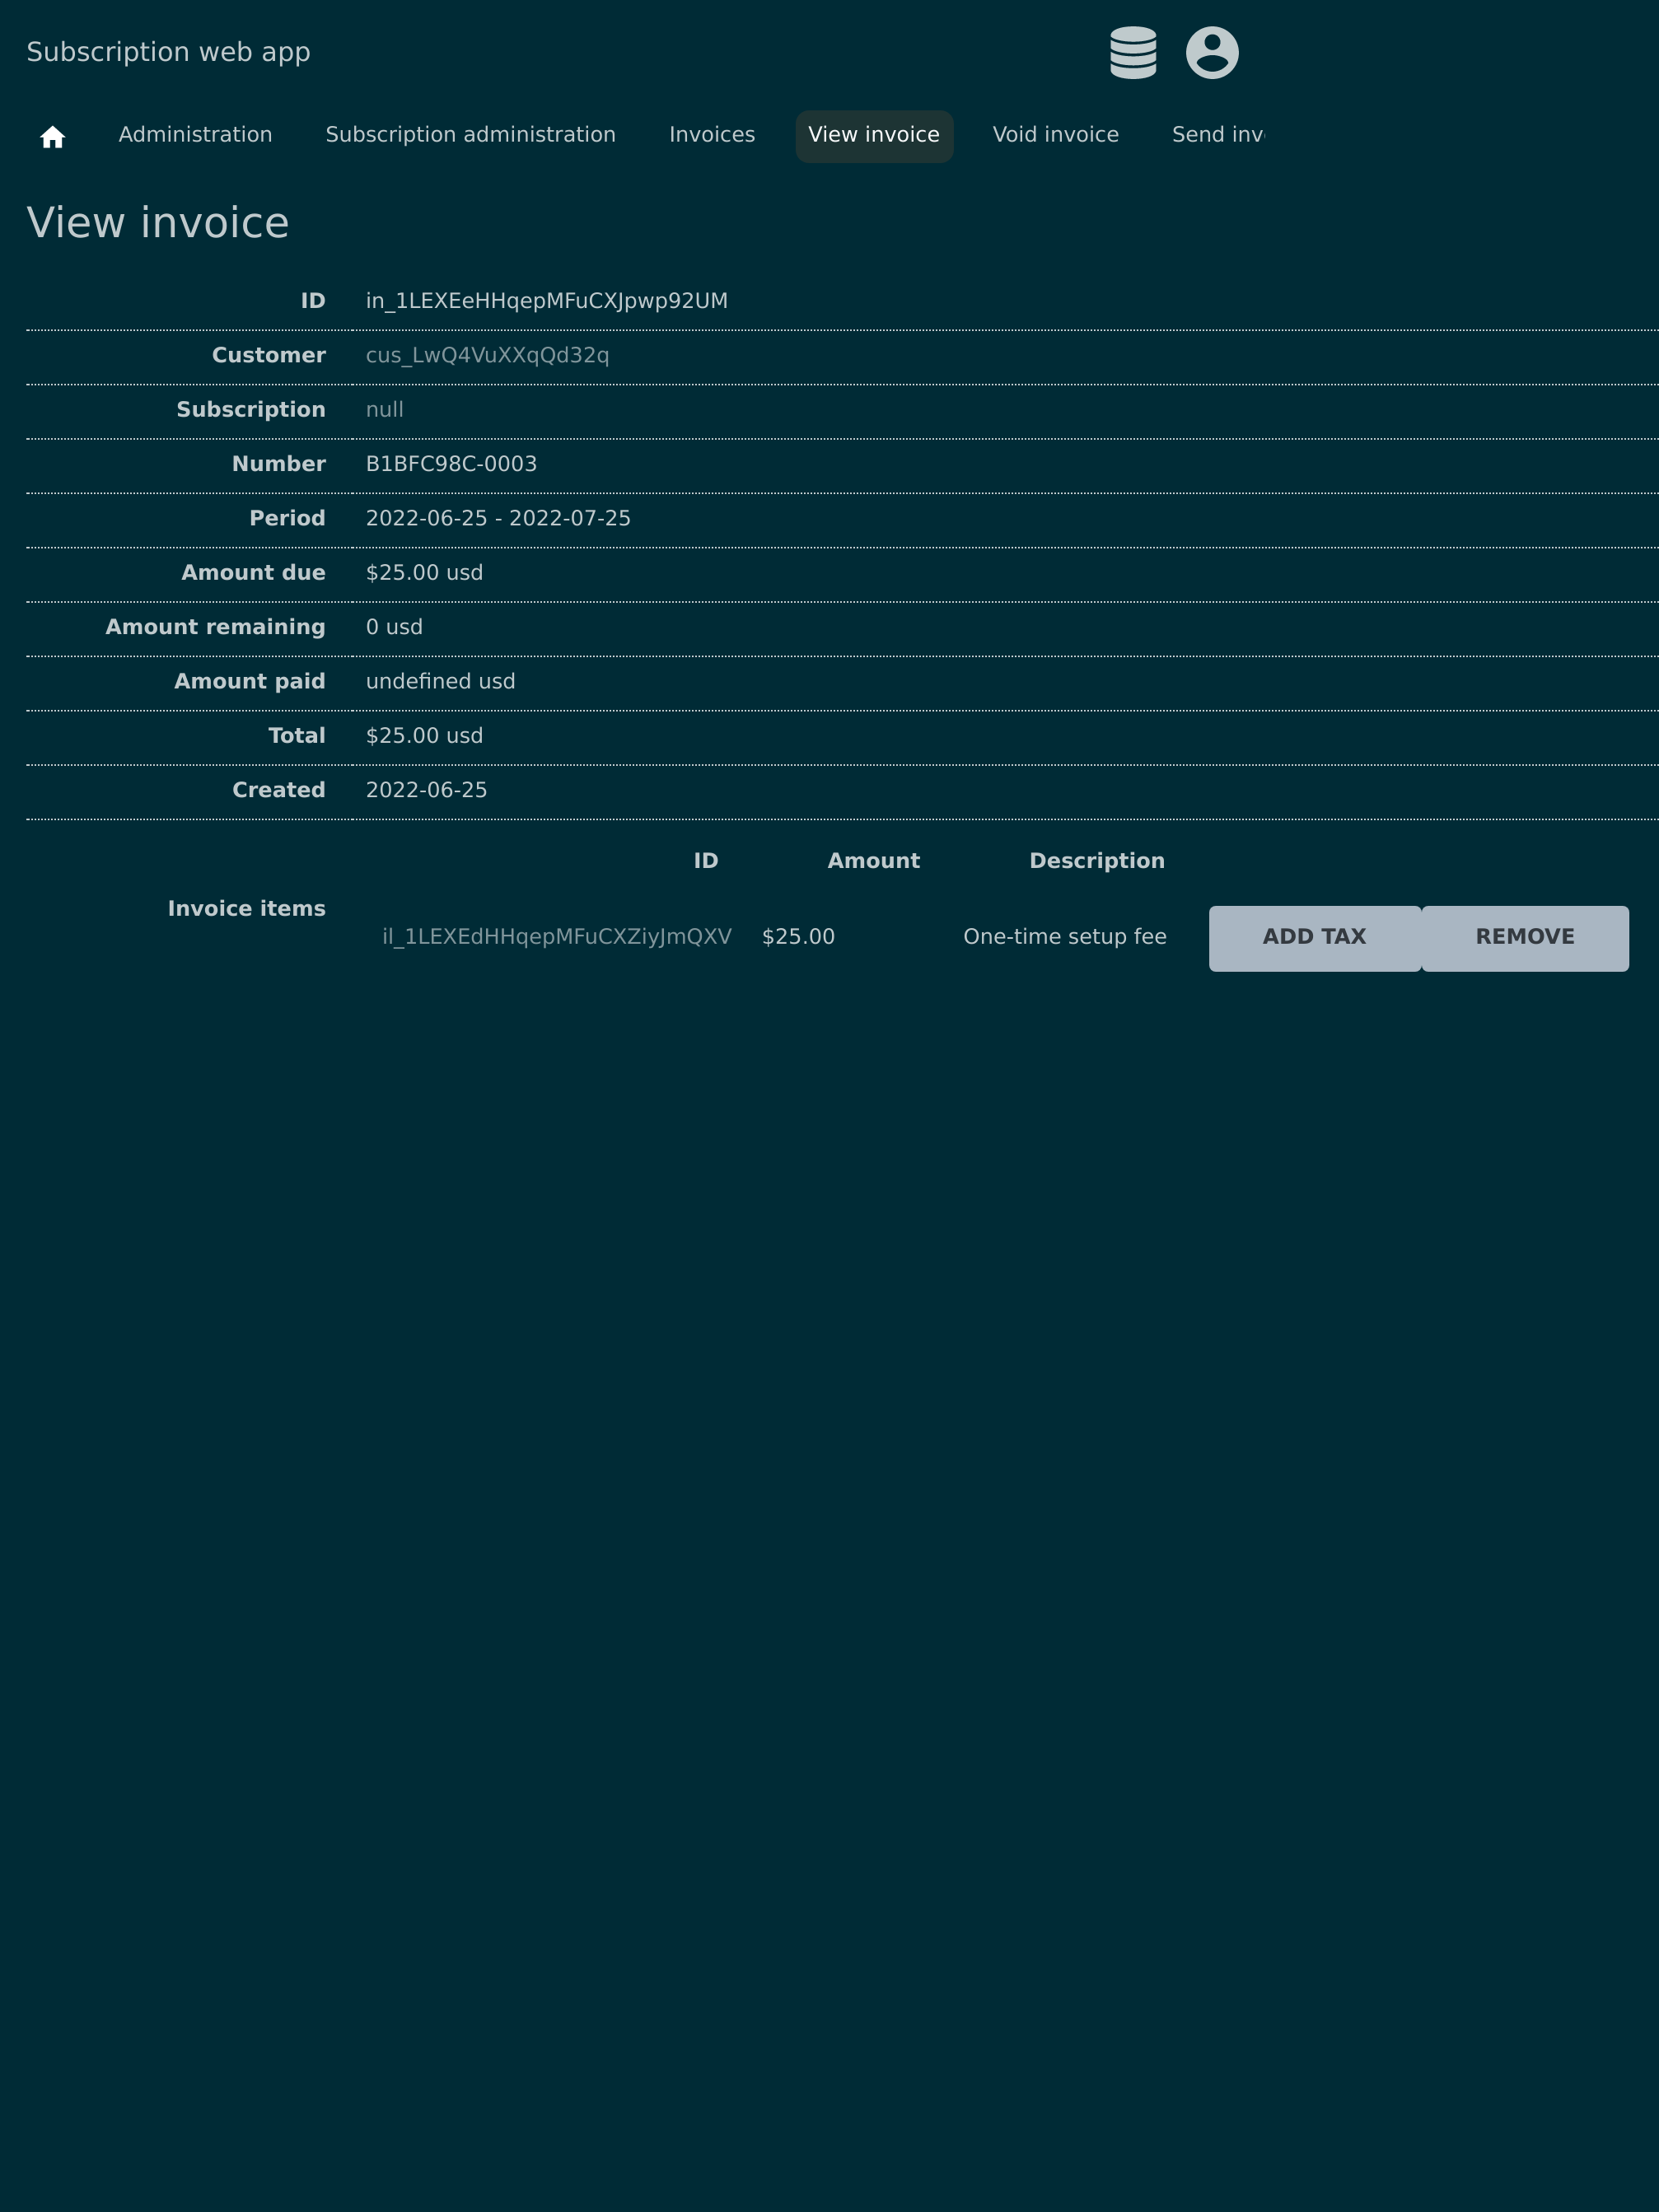 Subscription web app
Administration Subscription administration Invoices View invoice Void invoice Send inv
View invoice
ID in_1LEXEeHHqepMFuCXJpwp92UM
Customer cus_LwQ4VuXXqQd32q
Subscription null
Number B1BFC98C-0003
Period 2022-06-25 - 2022-07-25
Amount due $25.00 usd
Amount remaining 0 usd
Amount paid undefined usd
Total $25.00 usd
Created 2022-06-25
ID Amount Description
Invoice items
il_1LEXEdHHqepMFuCXZiyJmQXV $25.00 One-time setup fee ADD TAX REMOVE